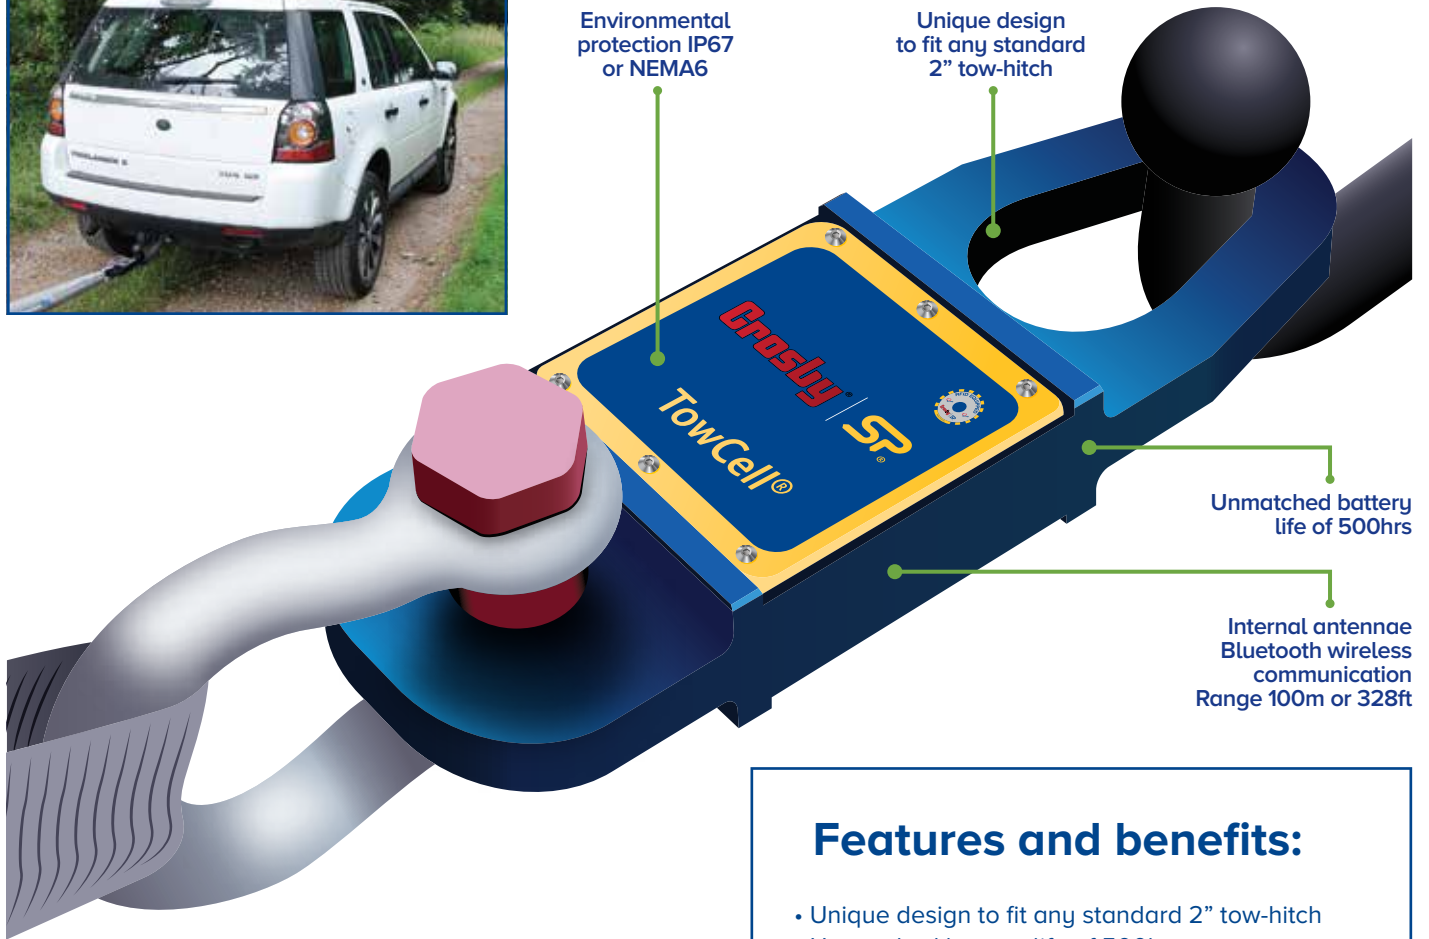 Environmental
protection IP67
or NEMA6
Unique design
to fit any standard
2” tow-hitch
Crosby®
SP®
TowCell®
Unmatched battery
life of 500hrs
Internal antennae
Bluetooth wireless
communication
Range 100m or 328ft
Features and benefits:
• Unique design to fit any standard 2” tow-hitch